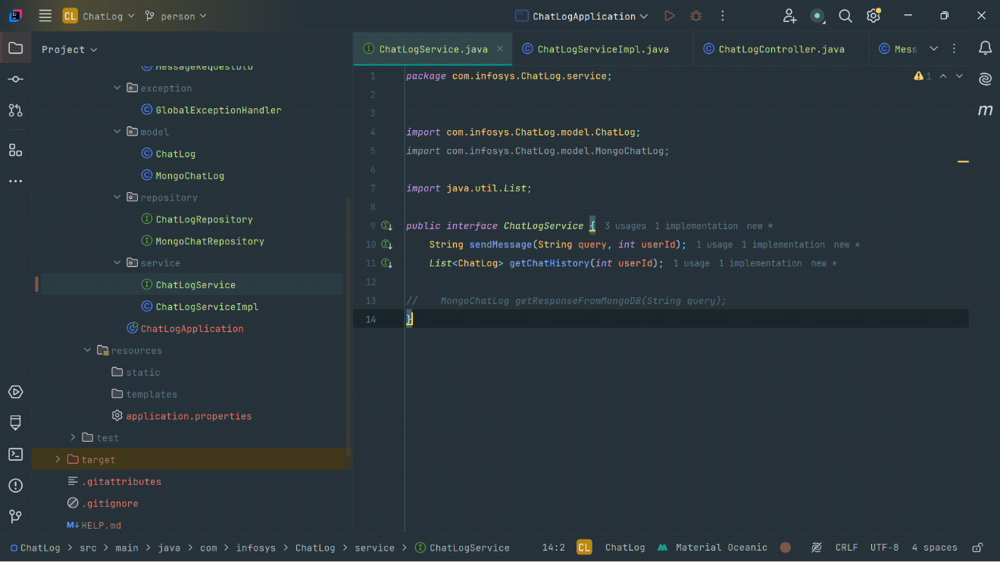 CL ChatLog person ChatLogApplication
Project
ChatLogService.java ChatLogServiceImpl.java ChatLogController.java Mess
MessageRequestDto
exception
GlobalExceptionHandler
model
ChatLog
MongoChatLog
repository
ChatLogRepository
MongoChatRepository
service
ChatLogService
ChatLogServiceImpl
ChatLogApplication
resources
static
templates
application.properties
test
target
.gitattributes
.gitignore
M↓ HELP.md
1 package com.infosys.ChatLog.service; 1
2
3
4 import com.infosys.ChatLog.model.ChatLog;
5 import com.infosys.ChatLog.model.MongoChatLog;
6
7 import java.util.List;
8
9 public interface ChatLogService { 3 usages 1 implementation new *
10 String sendMessage(String query, int userId); 1 usage 1 implementation new *
11 List<ChatLog> getChatHistory(int userId); 1 usage 1 implementation new *
12
13 // MongoChatLog getResponseFromMongoDB(String query);
14 }
m
ChatLog > src > main > java > com > infosys > ChatLog > service > ChatLogService 14:2 CL ChatLog Material Oceanic CRLF UTF-8 4 spaces